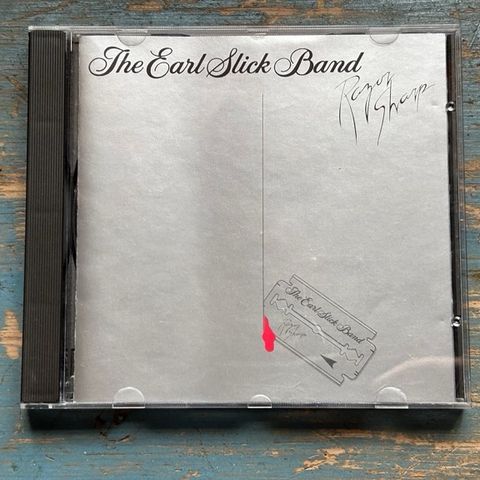 The Earl Slick Band
Razor
Sharp
The Earl Slick Band
Razor
Sharp